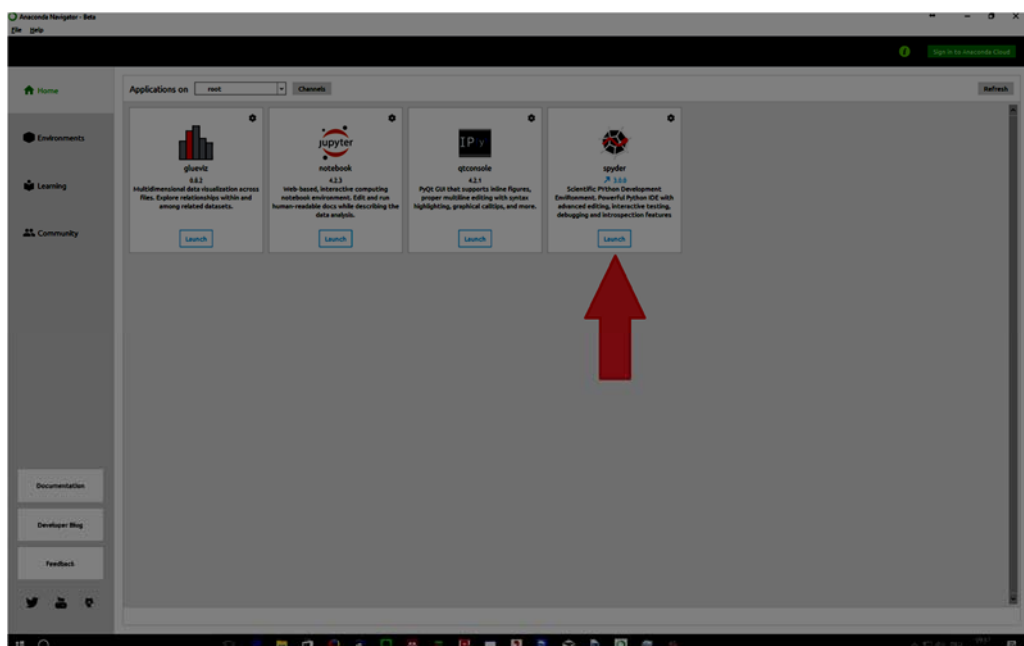 Anaconda Navigator - Beta
File Help
Sign in to Anaconda Cloud
Home
Environments
Learning
Community
Documentation
Developer Blog
Feedback
Applications on root Channels Refresh
glueviz
0.8.2
Multidimensional data visualization across
files. Explore relationships within and
among related datasets.
Launch
jupyter
notebook
4.2.3
Web-based, interactive computing
notebook environment. Edit and run
human-readable docs while describing the
data analysis.
Launch
IP y
qtconsole
4.2.1
PyQt GUI that supports inline figures,
proper multiline editing with syntax
highlighting, graphical calltips, and more.
Launch
spyder
3.0.0
Scientific PYthon Development
EnviRonment. Powerful Python IDE with
advanced editing, interactive testing,
debugging and introspection features
Launch